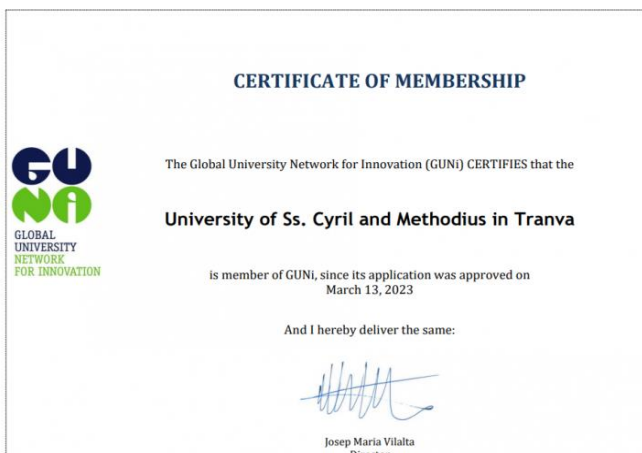 CERTIFICATE OF MEMBERSHIP
The Global University Network for Innovation (GUNi) CERTIFIES that the
GUNi
GLOBAL
UNIVERSITY
NETWORK
FOR INNOVATION
University of Ss. Cyril and Methodius in Tranva
is member of GUNi, since its application was approved on
March 13, 2023
And I hereby deliver the same:
Josep Maria Vilalta
Director